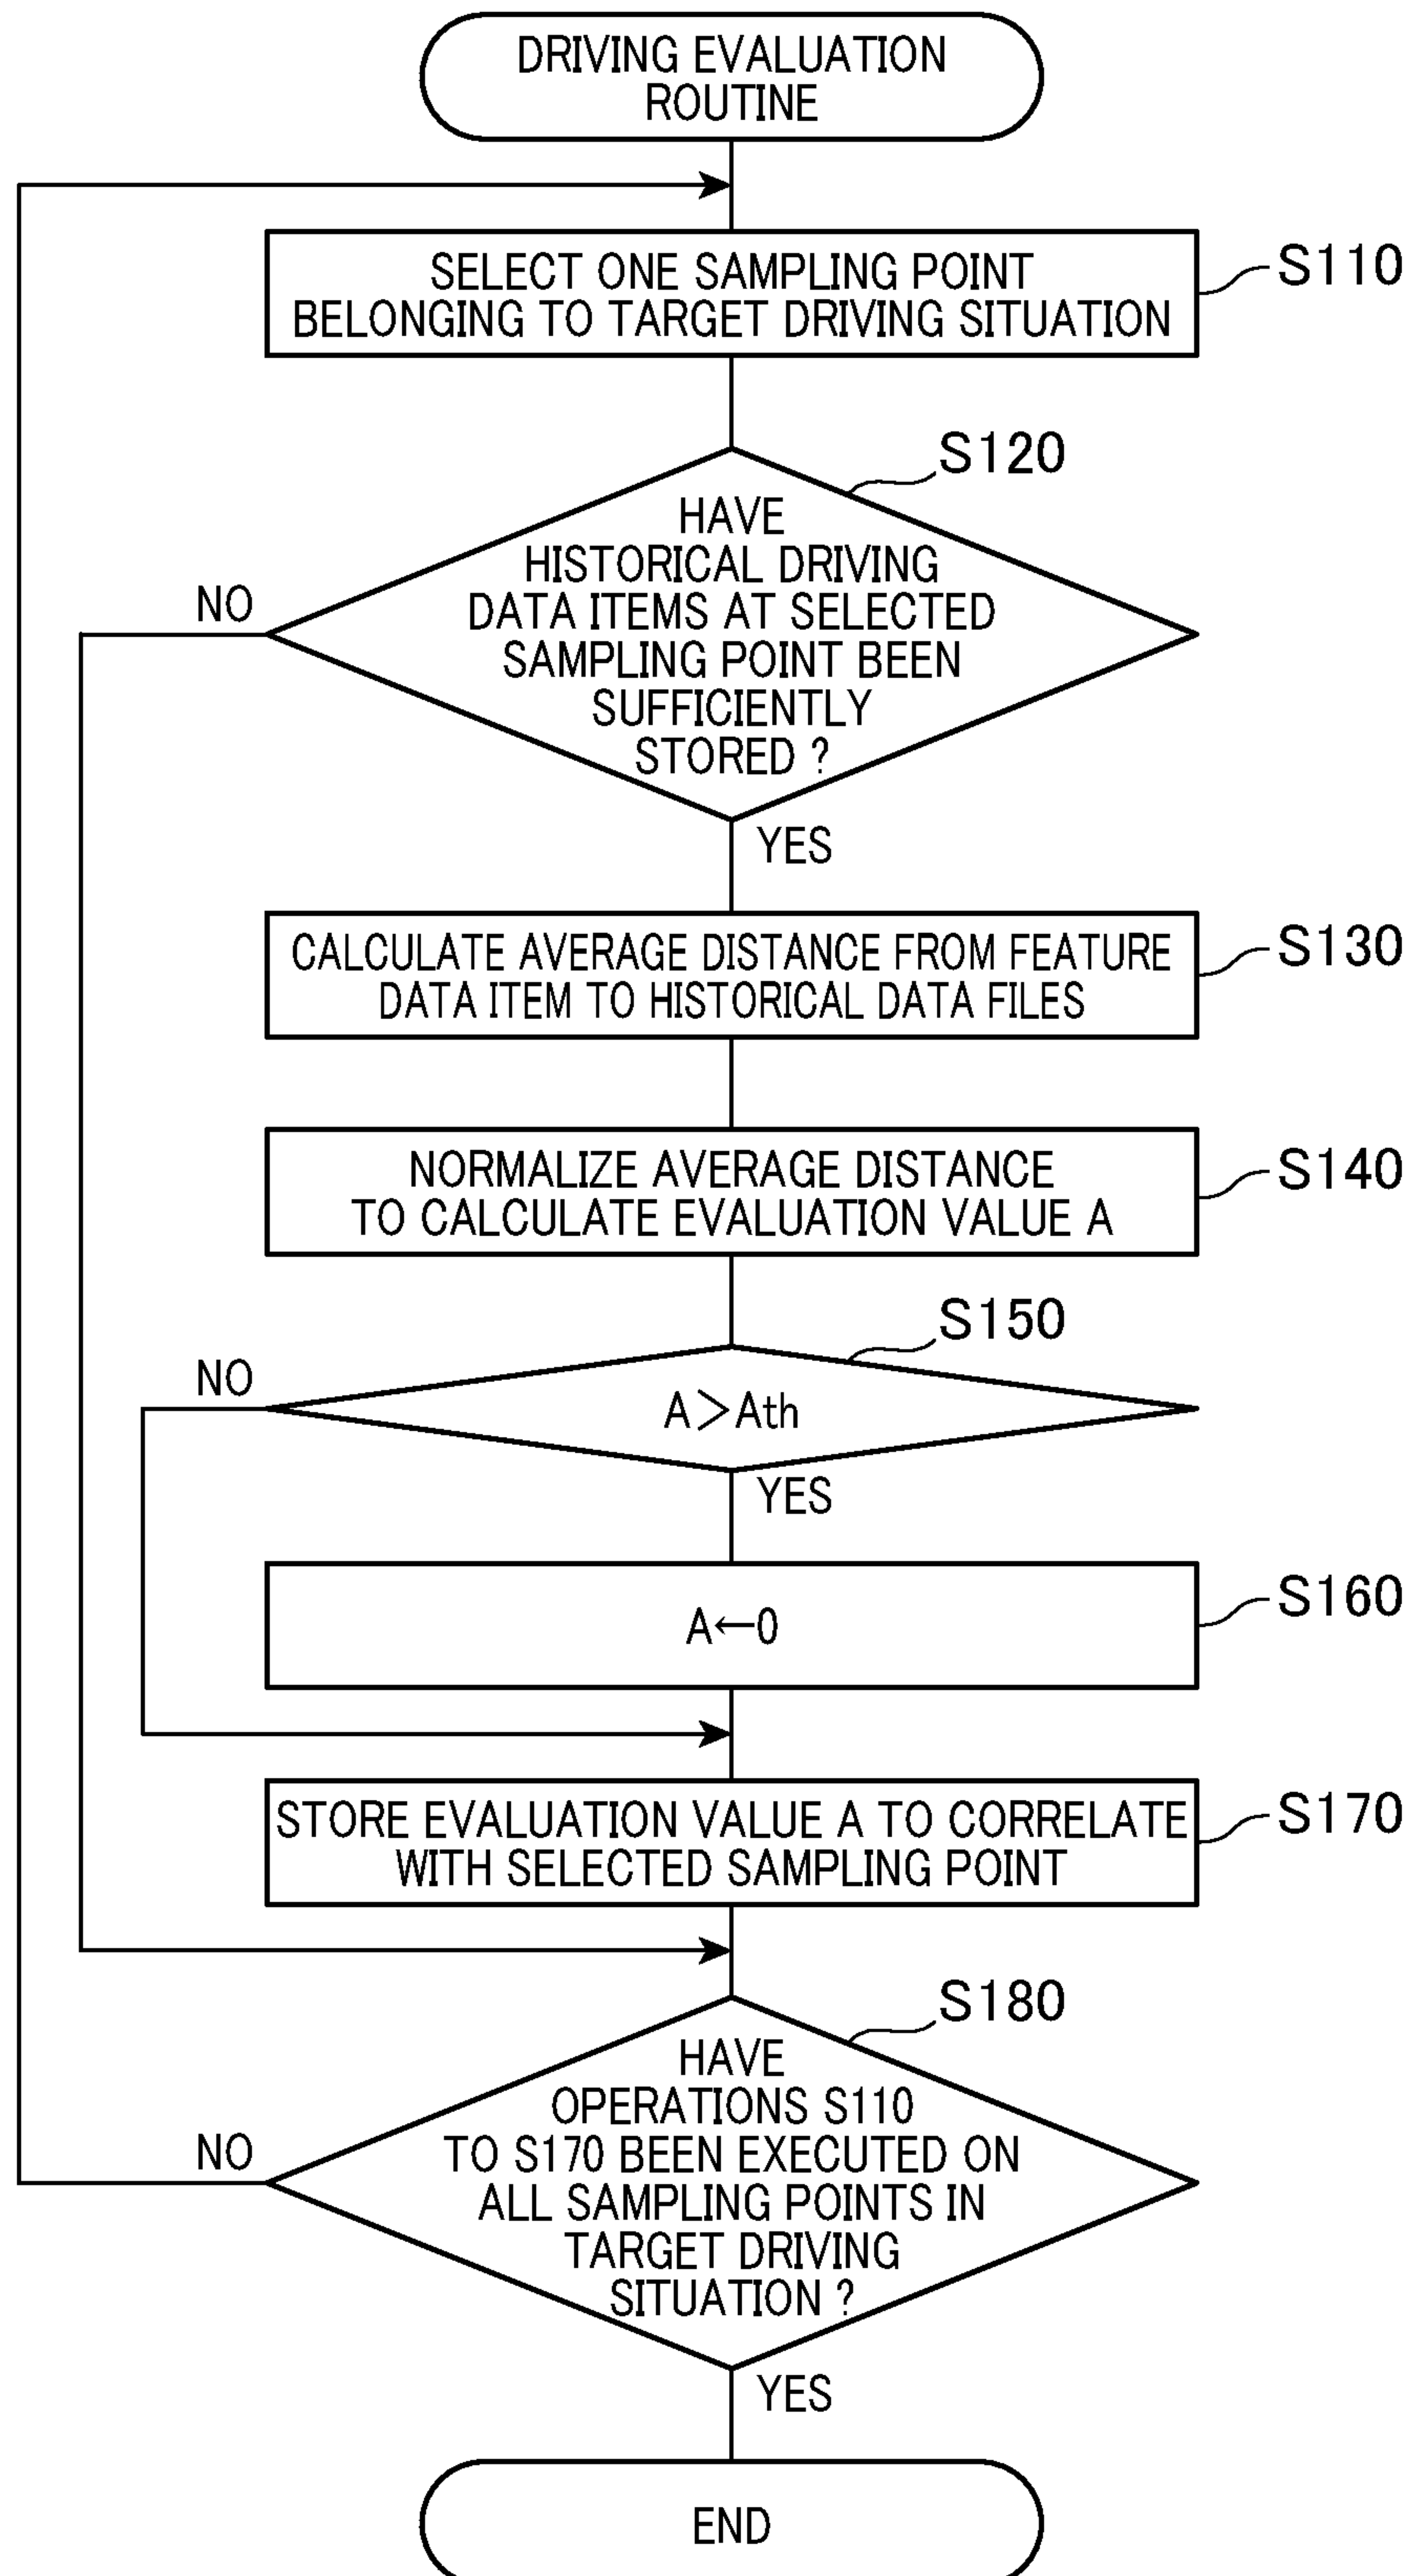 DRIVING EVALUATION
ROUTINE
SELECT ONE SAMPLING POINT
BELONGING TO TARGET DRIVING SITUATION
S110
S120
HAVE
HISTORICAL DRIVING
DATA ITEMS AT SELECTED
SAMPLING POINT BEEN
SUFFICIENTLY
STORED ?
NO
YES
CALCULATE AVERAGE DISTANCE FROM FEATURE
DATA ITEM TO HISTORICAL DATA FILES
S130
NORMALIZE AVERAGE DISTANCE
TO CALCULATE EVALUATION VALUE A
S140
S150
NO
A>Ath
YES
A←0
S160
STORE EVALUATION VALUE A TO CORRELATE
WITH SELECTED SAMPLING POINT
S170
S180
HAVE
OPERATIONS S110
TO S170 BEEN EXECUTED ON
ALL SAMPLING POINTS IN
TARGET DRIVING
SITUATION ?
NO
YES
END